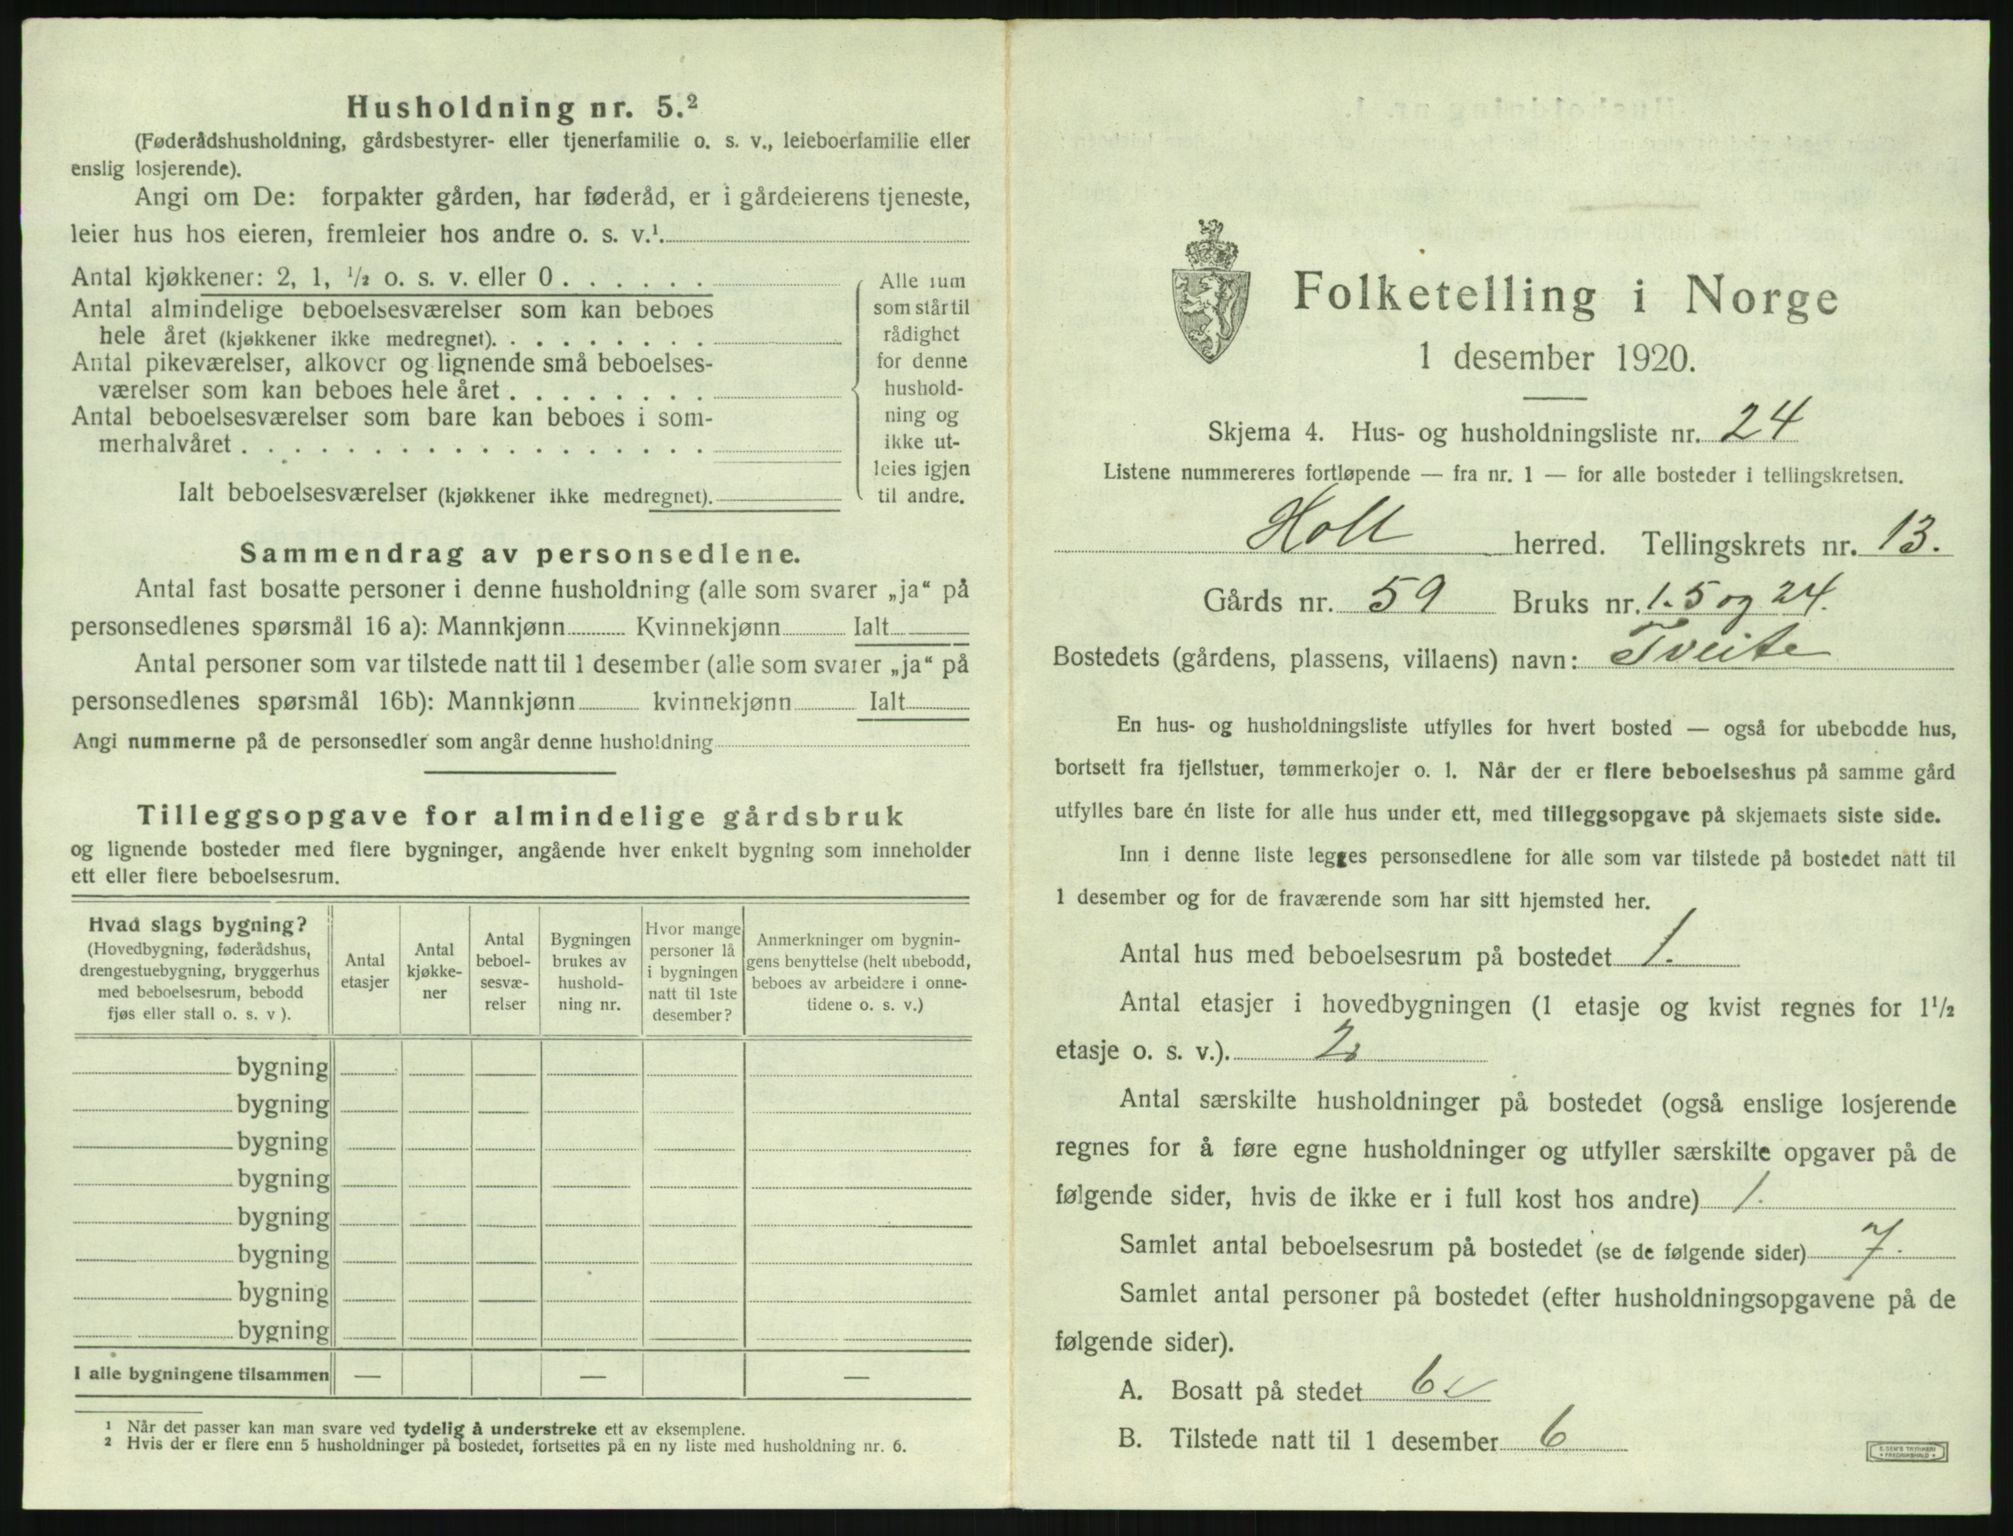 Husholdning nr. 5.²
(Føderådshusholdning, gårdsbestyrer- eller tjenerfamilie o. s. v., leieboerfamilie eller
enslig losjerende).
Angi om De: forpakter gården, har føderåd, er i gårdeierens tjeneste,
leier hus hos eieren, fremleier hos andre o. s. v.¹.
Antal kjøkkener: 2, 1, ½ o. s. v. eller 0 . . . . . .
Antal almindelige beboelsesværelser som kan beboes
hele året (kjøkkener ikke medregnet). . . . . . . . .
Antal pikeværelser, alkover og lignende små beboelses-
værelser som kan beboes hele året . . . . . . . .
Antal beboelsesværelser som bare kan beboes i som-
merhalvåret . . . . . . . . . . . . . . . . . .
Ialt beboelsesværelser (kjøkkener ikke medregnet).
Alle rum
som står til
rådighet
for denne
hushold-
ning og
ikke ut-
leies igjen
til andre.
Sammendrag av personsedlene.
Antal fast bosatte personer i denne husholdning (alle som svarer „ja“ på
personsedlenes spørsmål 16 a): Mannkjønn Kvinnekjønn Ialt
Antal personer som var tilstede natt til 1 desember (alle som svarer „ja“ på
personsedlenes spørsmål 16b): Mannkjønn kvinnekjønn Ialt
Angi nummerne på de personsedler som angår denne husholdning
Tilleggsopgave for almindelige gårdsbruk
og lignende bosteder med flere bygninger, angående hver enkelt bygning som inneholder
ett eller flere beboelsesrum.
Hvad slags bygning?
(Hovedbygning, føderådshus,
drengestuebygning, bryggerhus
med beboelsesrum, bebodd
fjøs eller stall o. s. v ).
Antal
etasjer
Antal
kjøkke-
ner
Antal
beboel-
sesvæ-
relser
Bygningen
brukes av
hushold-
ning nr.
Hvor mange
personer lå
i bygningen
natt til 1ste
desember?
Anmerkninger om bygnin-
gens benyttelse (helt ubebodd,
beboes av arbeidere i onne-
tidene o. s. v.)
bygning
bygning
bygning
bygning
bygning
bygning
bygning
bygning
I alle bygningene tilsammen — — —
¹ Når det passer kan man svare ved tydelig å understreke ett av eksemplene.
² Hvis der er flere enn 5 husholdninger på bostedet, fortsettes på en ny liste med husholdning nr. 6.
Folketelling i Norge
1 desember 1920.
Skjema 4. Hus- og husholdningsliste nr. 24
Listene nummereres fortløpende — fra nr. 1 — for alle bosteder i tellingskretsen.
Holt herred. Tellingskrets nr. 13.
Gårds nr. 59 Bruks nr. 1. 5 og 24.
Bostedets (gårdens, plassens, villaens) navn: Tveite
En hus- og husholdningsliste utfylles for hvert bosted — også for ubebodde hus,
bortsett fra fjellstuer, tømmerkojer o. l. Når der er flere beboelseshus på samme gård
utfylles bare én liste for alle hus under ett, med tilleggsopgave på skjemaets siste side.
Inn i denne liste legges personsedlene for alle som var tilstede på bostedet natt til
1 desember og for de fraværende som har sitt hjemsted her.
Antal hus med beboelsesrum på bostedet 1.
Antal etasjer i hovedbygningen (1 etasje og kvist regnes for 1½
etasje o. s. v.). 2
Antal særskilte husholdninger på bostedet (også enslige losjerende
regnes for å føre egne husholdninger og utfyller særskilte opgaver på de
følgende sider, hvis de ikke er i full kost hos andre) 1.
Samlet antal beboelsesrum på bostedet (se de følgende sider) 7.
Samlet antal personer på bostedet (efter husholdningsopgavene på de
følgende sider).
A. Bosatt på stedet 6 ✓
B. Tilstede natt til 1 desember 6